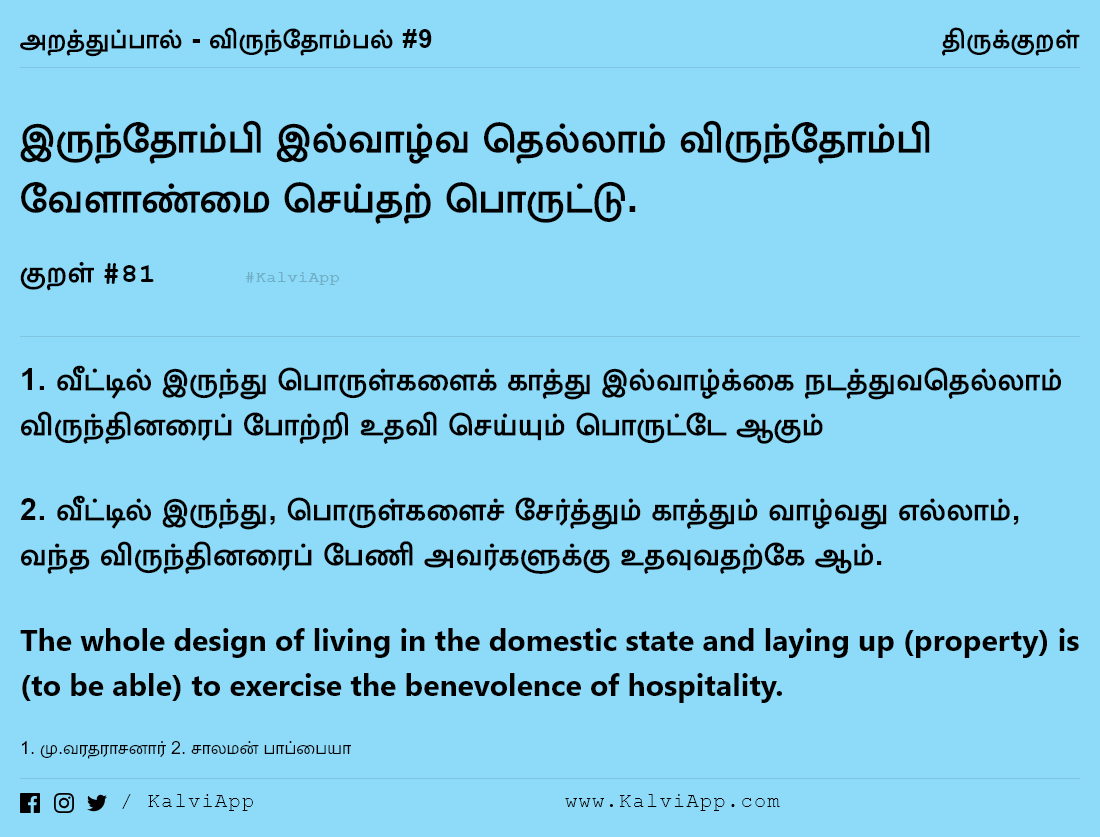 அறத்துப்பால் - விருந்தோம்பல் #9
திருக்குறள்
இருந்தோம்பி இல்வாழ்வ தெல்லாம் விருந்தோம்பி
வேளாண்மை செய்தற் பொருட்டு.
குறள் #81
#KalviApp
1. வீட்டில் இருந்து பொருள்களைக் காத்து இல்வாழ்க்கை நடத்துவதெல்லாம்
விருந்தினரைப் போற்றி உதவி செய்யும் பொருட்டே ஆகும்
2. வீட்டில் இருந்து, பொருள்களைச் சேர்த்தும் காத்தும் வாழ்வது எல்லாம்,
வந்த விருந்தினரைப் பேணி அவர்களுக்கு உதவுவதற்கே ஆம்.
The whole design of living in the domestic state and laying up (property) is
(to be able) to exercise the benevolence of hospitality.
1. மு.வரதராசனார் 2. சாலமன் பாப்பையா
/ KalviApp
www.KalviApp.com